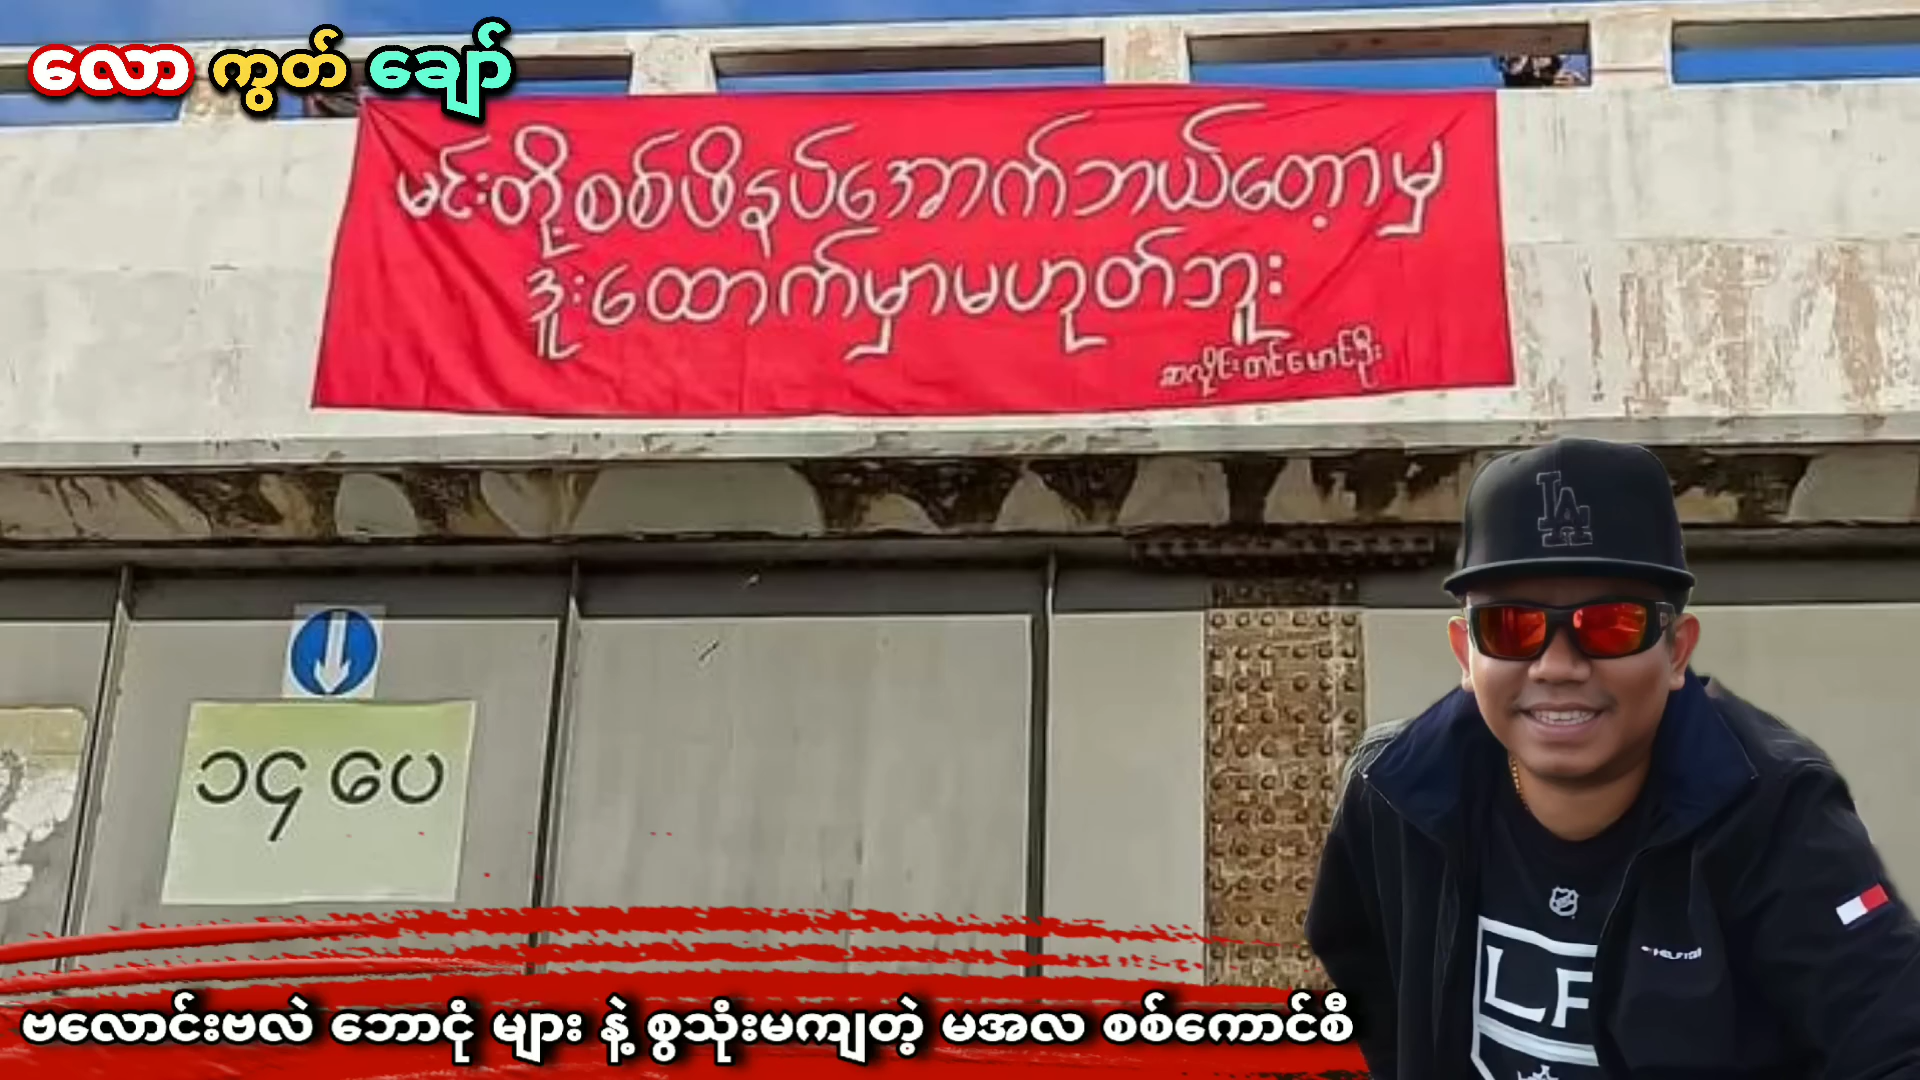 လော ကွတ် ချော်
မင်းတို့စစ်ဖိနပ်အောက်ဘယ်တော့မှ
ဒူးထောက်မှာမဟုတ်ဘူး
ဆလိုင်းတင်မောင်ဦး
၁၄ ပေ
LA
LF
ဗလောင်းဗလဲ ဘောငုံ များ နဲ့ စွသုံးမကျတဲ့ မအလ စစ်ကောင်စီ